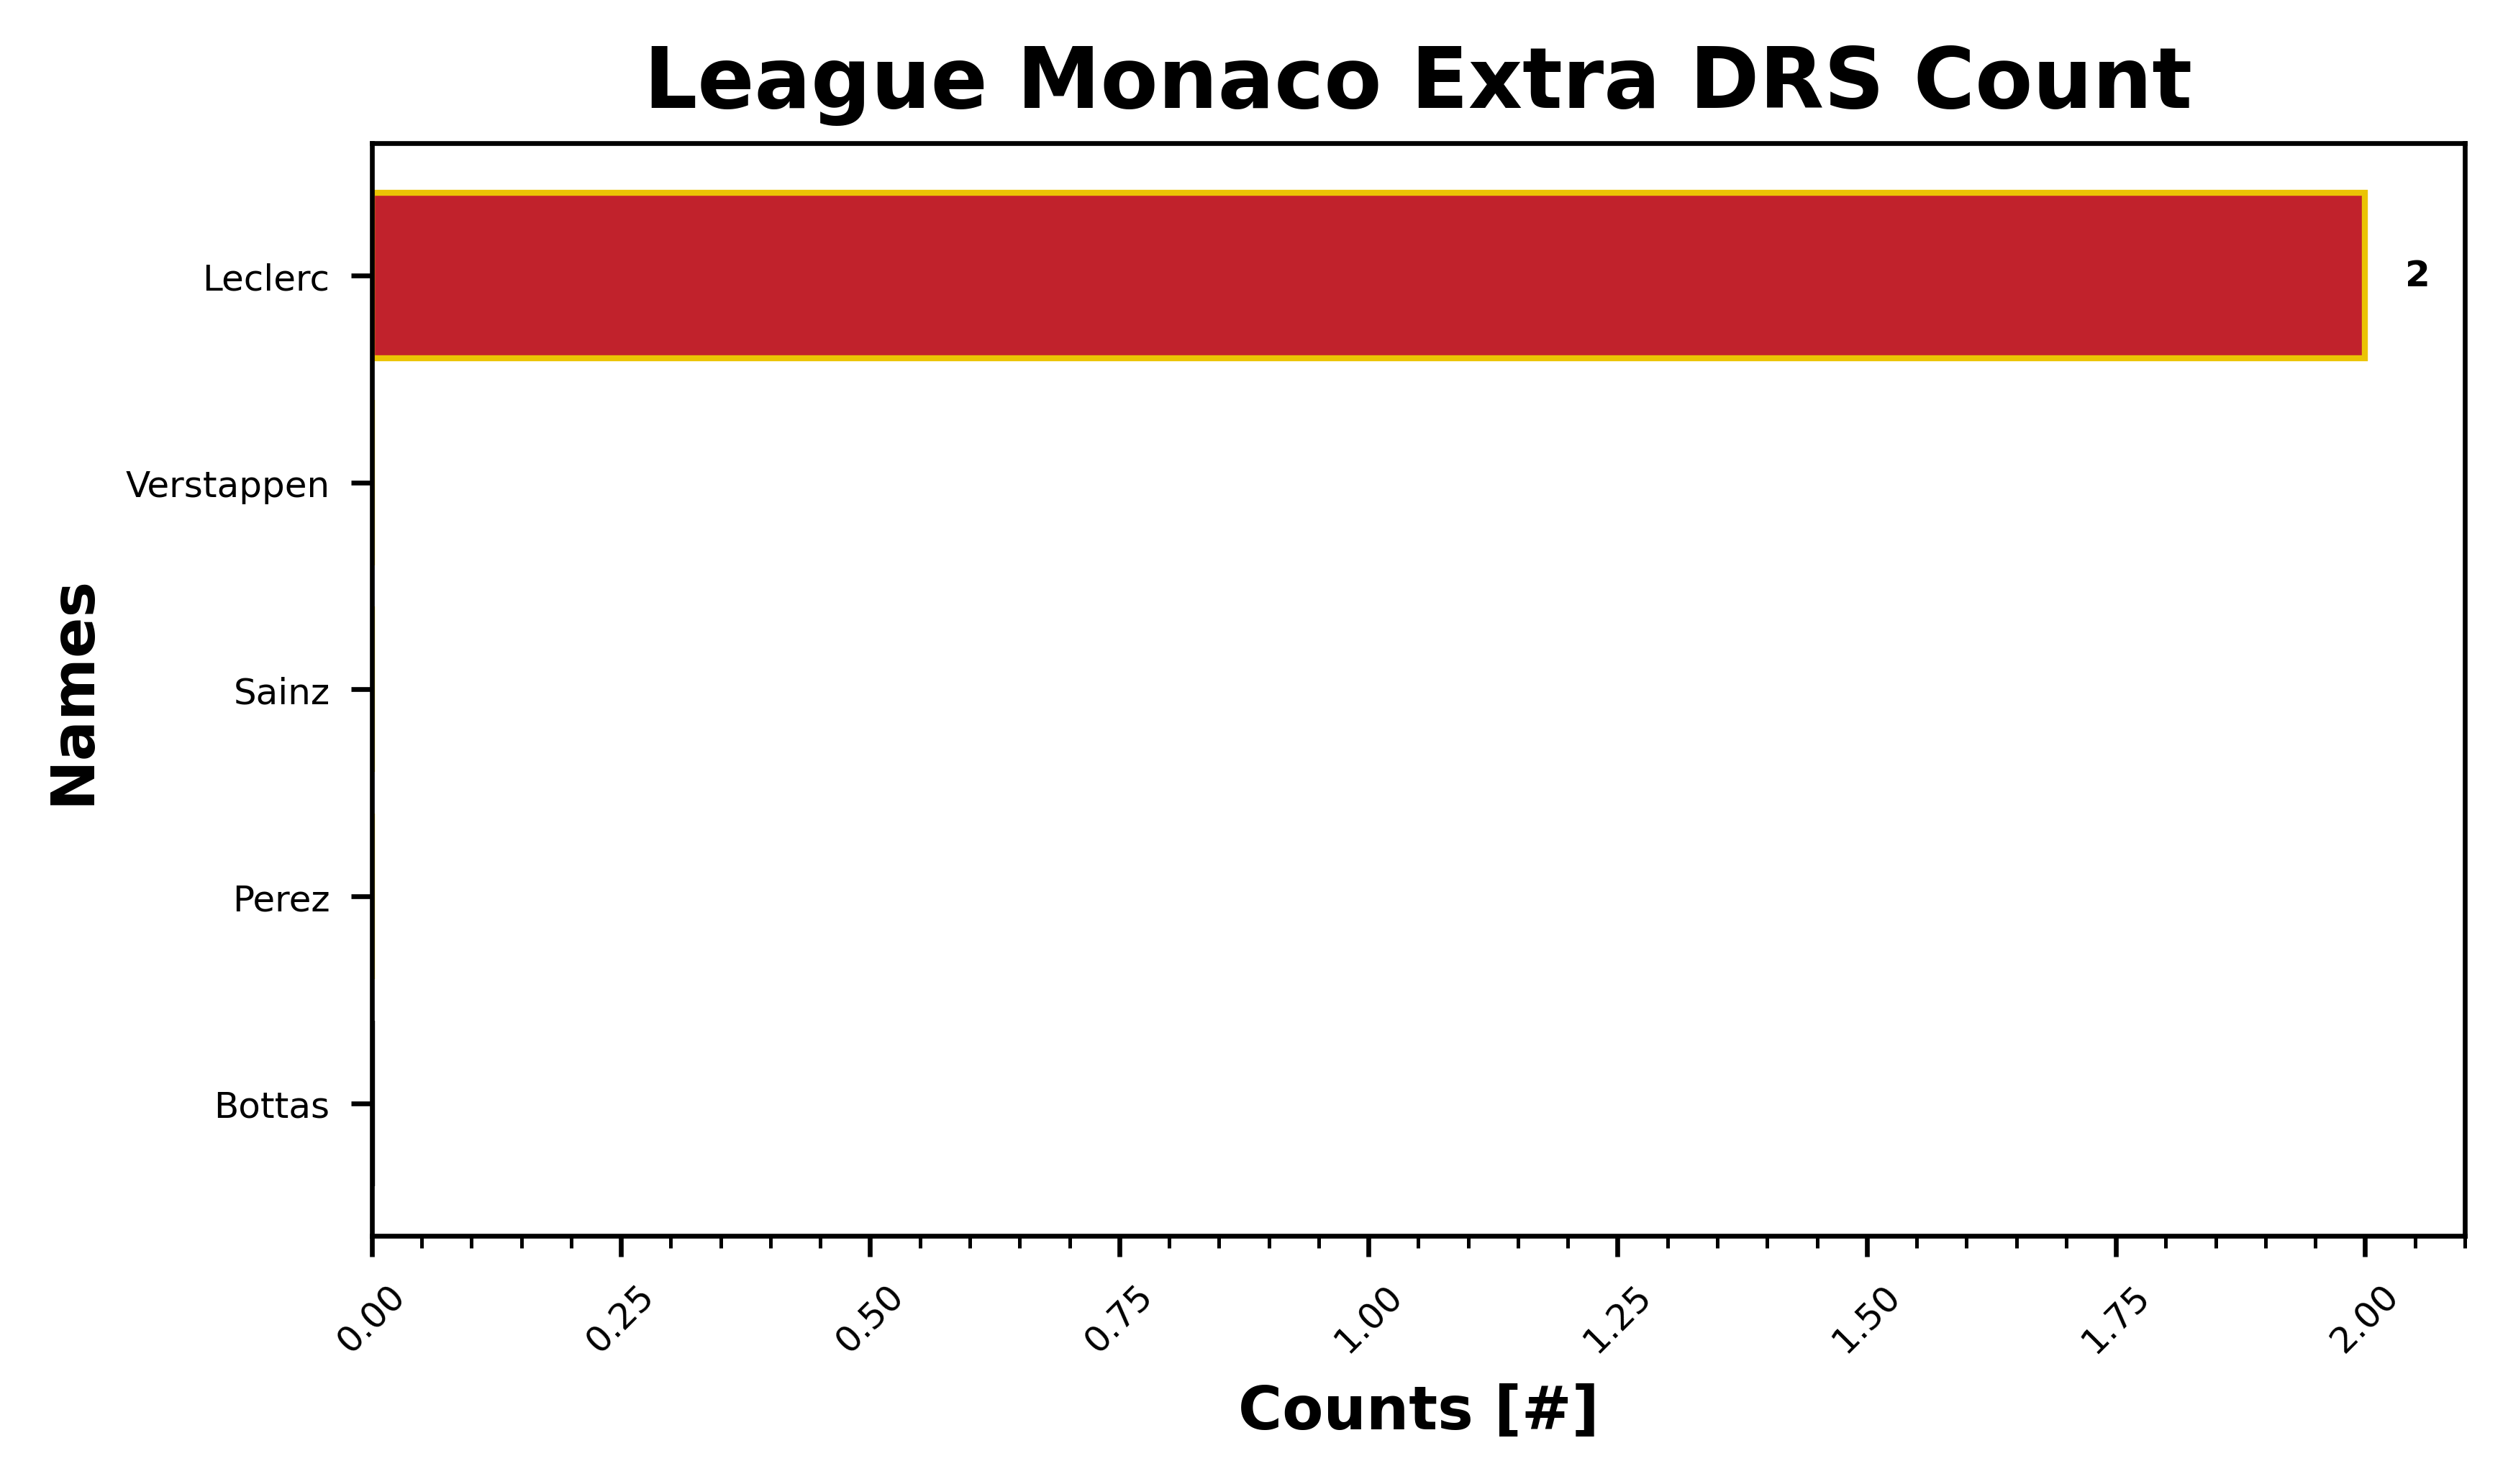 League Monaco Extra DRS Count
Leclerc
2
Verstappen
Sainz
Perez
Bottas
Names
0.00
0.25
0.50
0.75
1.00
1.25
1.50
1.75
2.00
Counts [#]